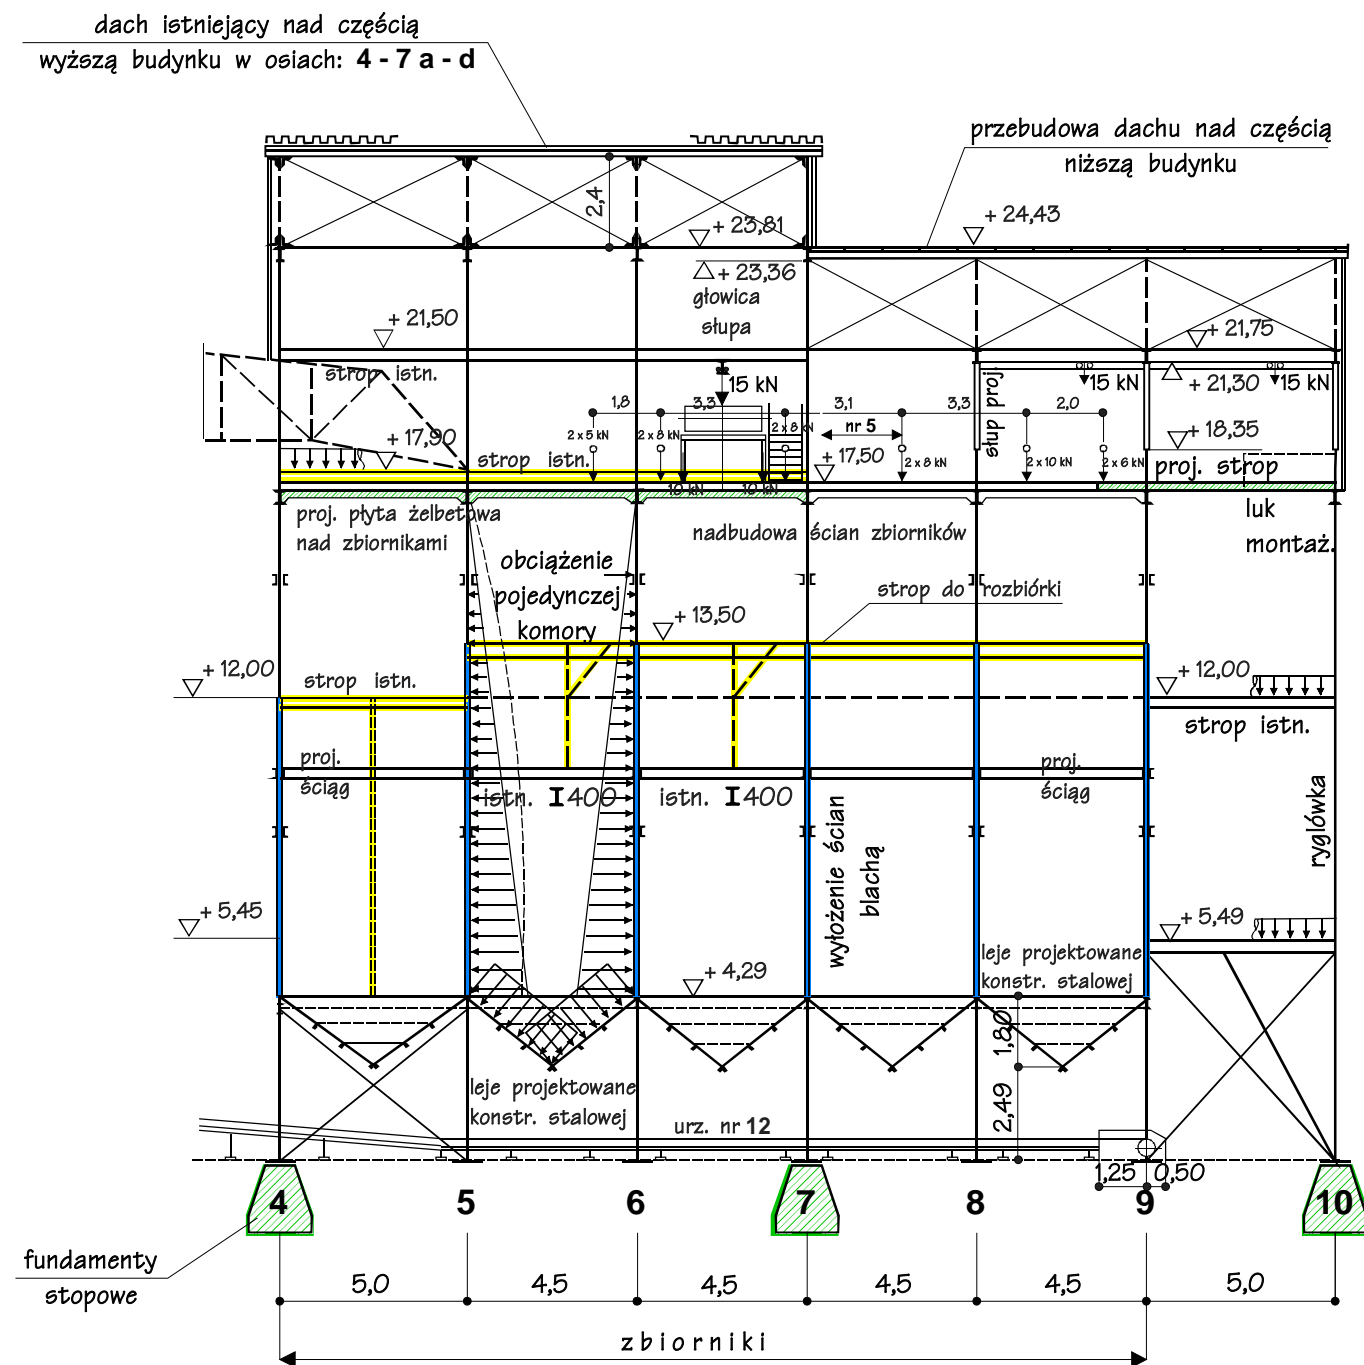 dach istniejący nad częścią
wyższą budynku w osiach: 4 - 7 a - d
przebudowa dachu nad częścią
niższą budynku
2,4
+ 23,81
+ 24,43
+ 23,36
głowica
słupa
+ 21,50
+ 21,75
strop istn.
15 kN
słup proj.
15 kN
+ 21,30
15 kN
1,8
3,3
3,1
3,3
2,0
nr 5
+ 18,35
2 x 5 kN
2 x 8 kN
2 x 8 kN
+ 17,90
strop istn.
+ 17,50
2 x 8 kN
2 x 10 kN
2 x 6 kN
proj. strop
10 kN
10 kN
proj. płyta żelbetowa
nad zbiornikami
nadbudowa ścian zbiorników
luk
montaż.
obciążenie
pojedynczej
komory
strop do rozbiórki
+ 13,50
+ 12,00
strop istn.
+ 12,00
strop istn.
proj.
ściąg
proj.
ściąg
istn. I 400
istn. I 400
wyłożenie ścian
blachą
ryglówka
+ 5,45
+ 5,49
+ 4,29
leje projektowane
konstr. stalowej
1,80
leje projektowane
konstr. stalowej
2,49
urz. nr 12
1,25
0,50
4
5
6
7
8
9
10
fundamenty
stopowe
5,0
4,5
4,5
4,5
4,5
5,0
zbiorniki